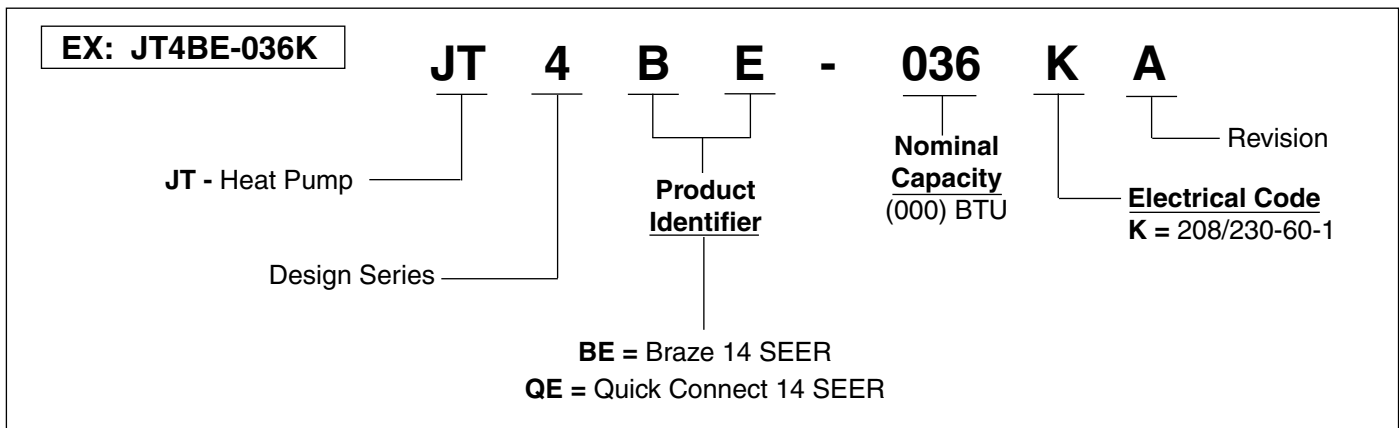 EX: JT4BE-036K
JT 4 B E - 036 K A
Revision
JT - Heat Pump
Nominal
Capacity
(000) BTU
Product
Identifier
Electrical Code
K = 208/230-60-1
Design Series
BE = Braze 14 SEER
QE = Quick Connect 14 SEER